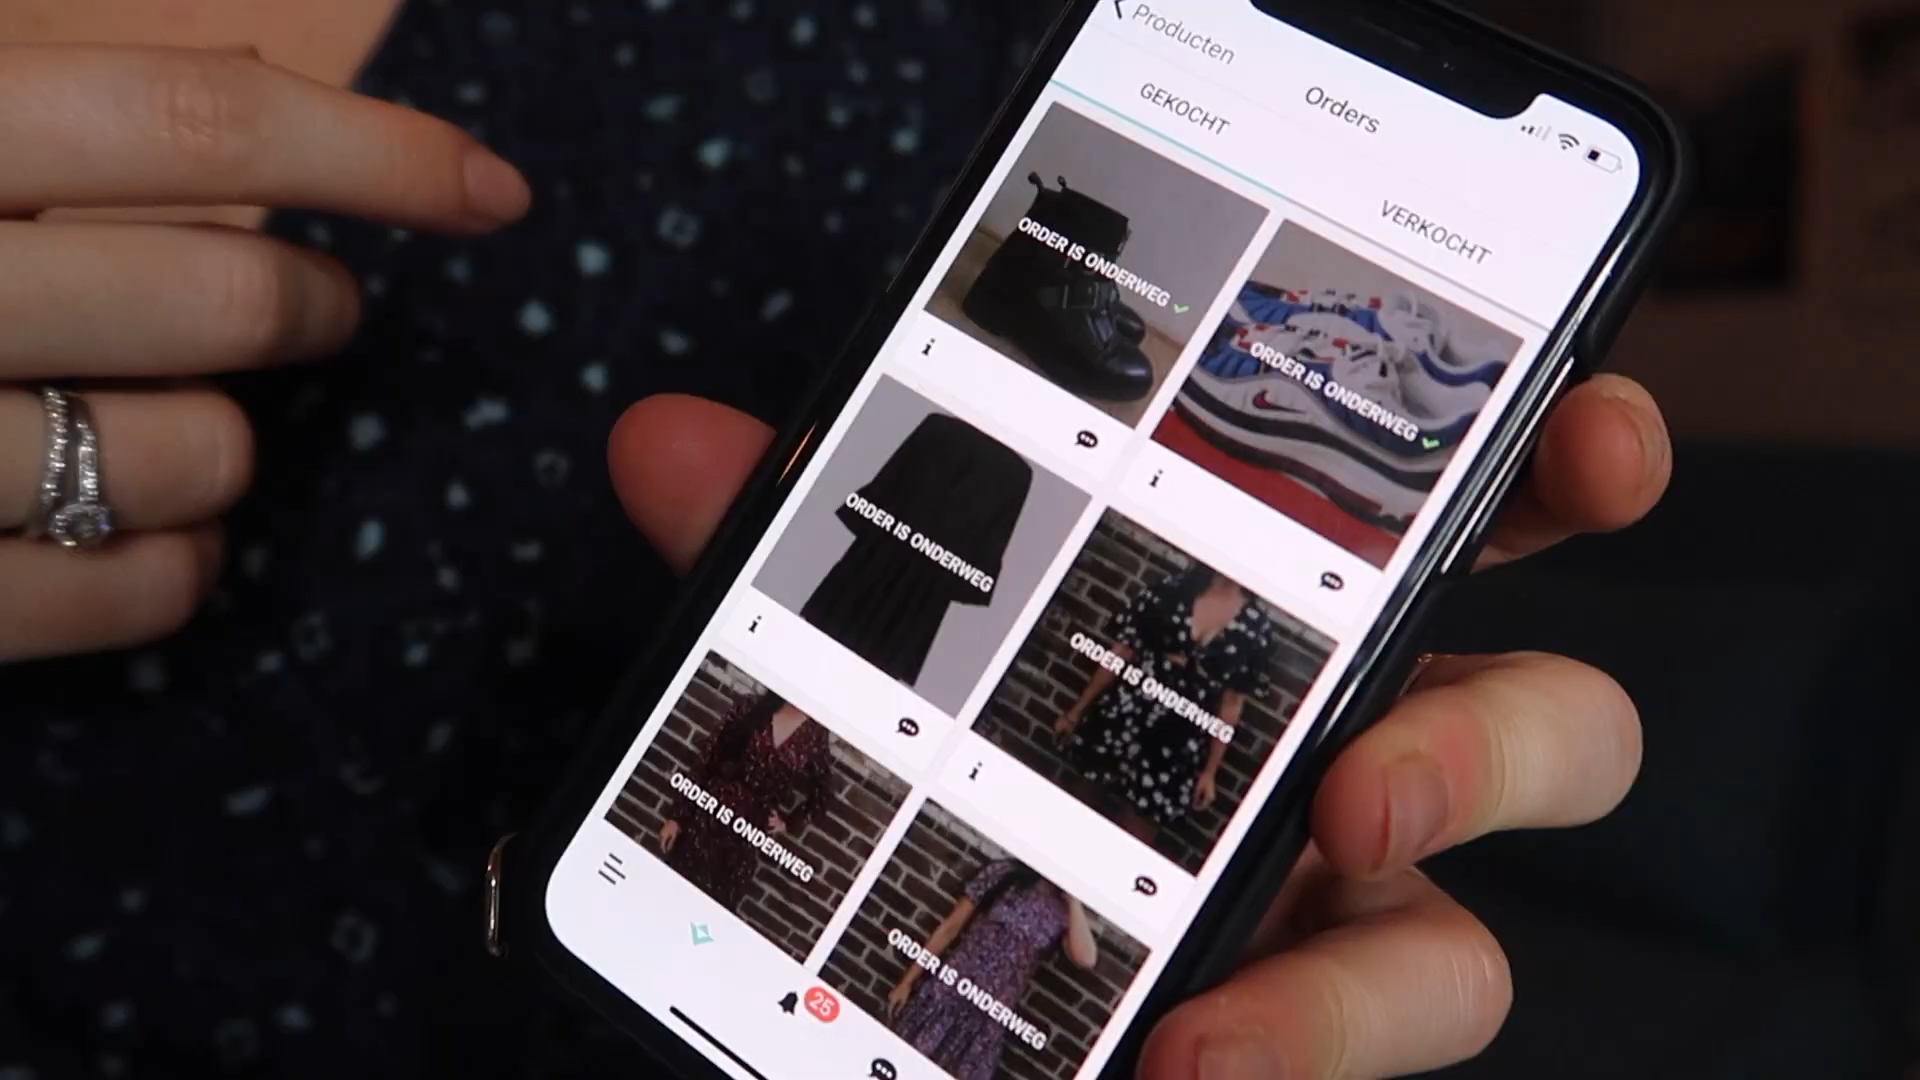 Producten
Orders
GEKOCHT
VERKOCHT
ORDER IS ONDERWEG
ORDER IS ONDERWEG
ORDER IS ONDERWEG
ORDER IS ONDERWEG
ORDER IS ONDERWEG
ORDER IS ONDERWEG
25